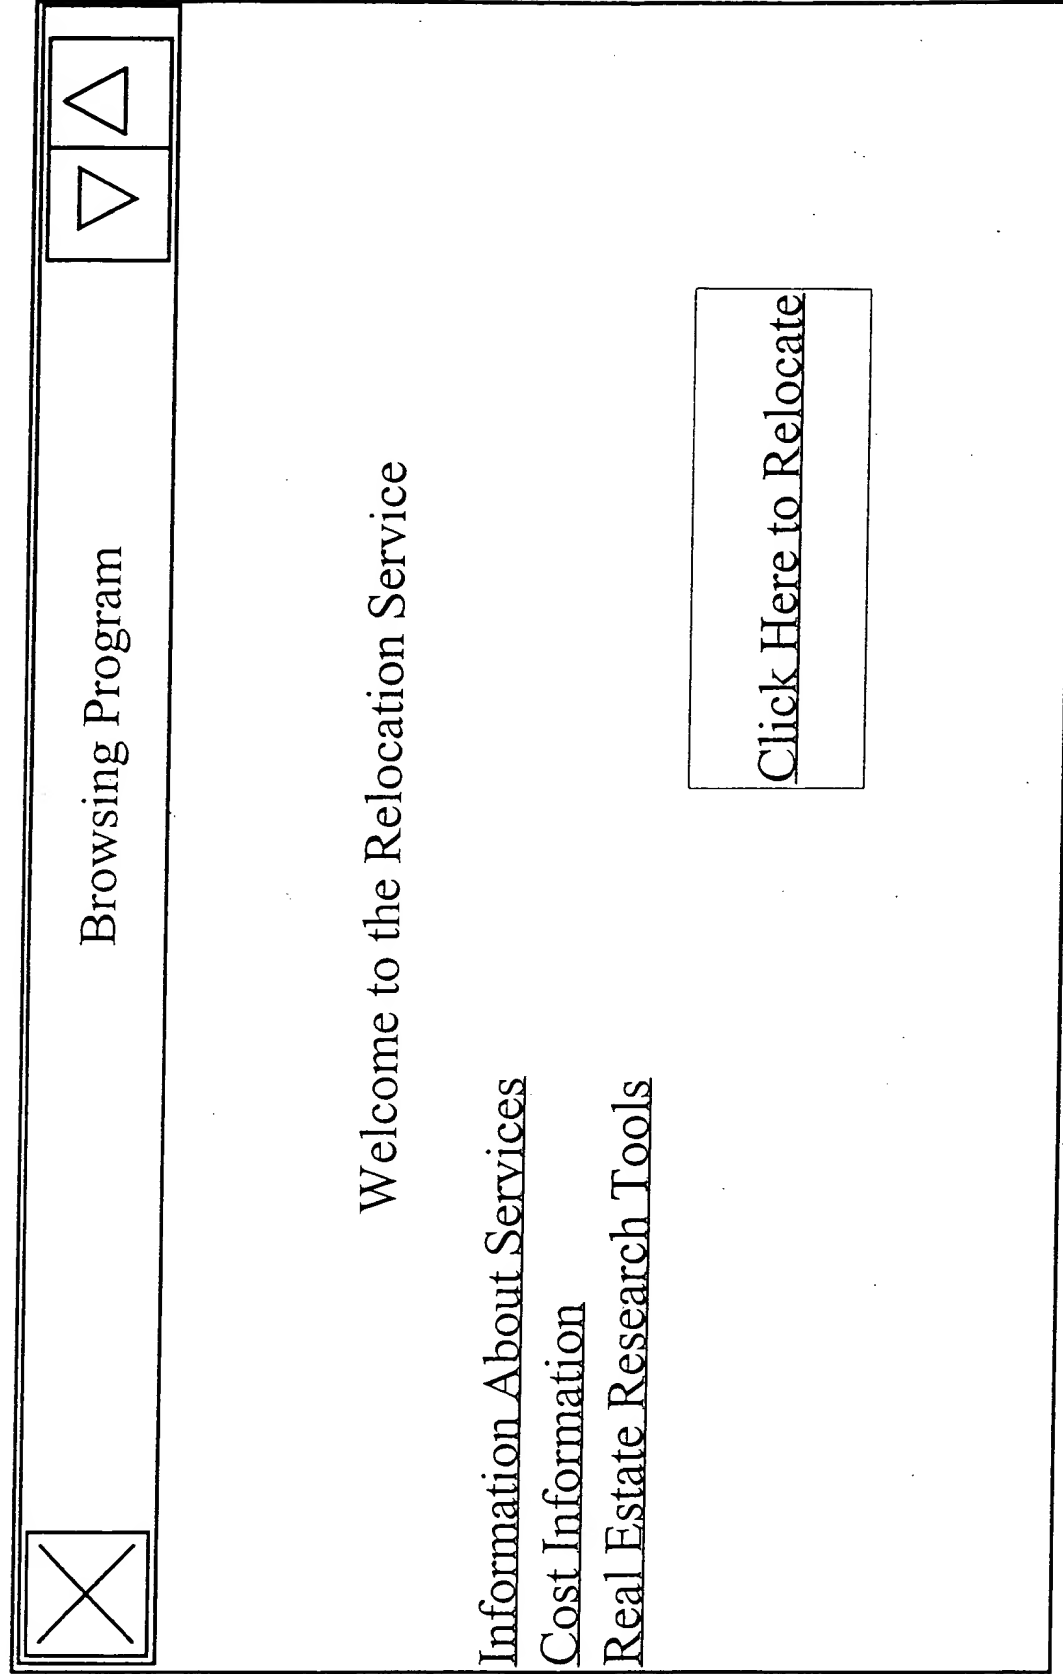 Browsing Program
Welcome to the Relocation Service
Information About Services
Cost Information
Real Estate Research Tools
Click Here to Relocate